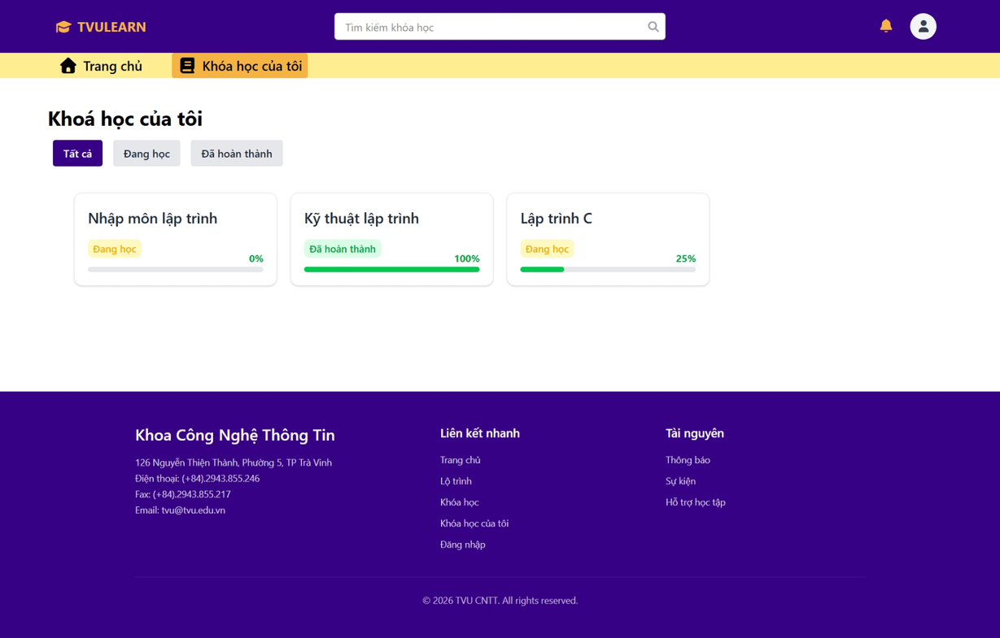 TVULEARN
Tìm kiếm khóa học
Trang chủ
Khóa học của tôi
Khoá học của tôi
Tất cả
Đang học
Đã hoàn thành
Nhập môn lập trình
Đang học
0%
Kỹ thuật lập trình
Đã hoàn thành
100%
Lập trình C
Đang học
25%
Khoa Công Nghệ Thông Tin
126 Nguyễn Thiện Thành, Phường 5, TP Trà Vinh
Điện thoại: (+84).2943.855.246
Fax: (+84).2943.855.217
Email: tvu@tvu.edu.vn
Liên kết nhanh
Trang chủ
Lộ trình
Khóa học
Khóa học của tôi
Đăng nhập
Tài nguyên
Thông báo
Sự kiện
Hỗ trợ học tập
© 2026 TVU CNTT. All rights reserved.